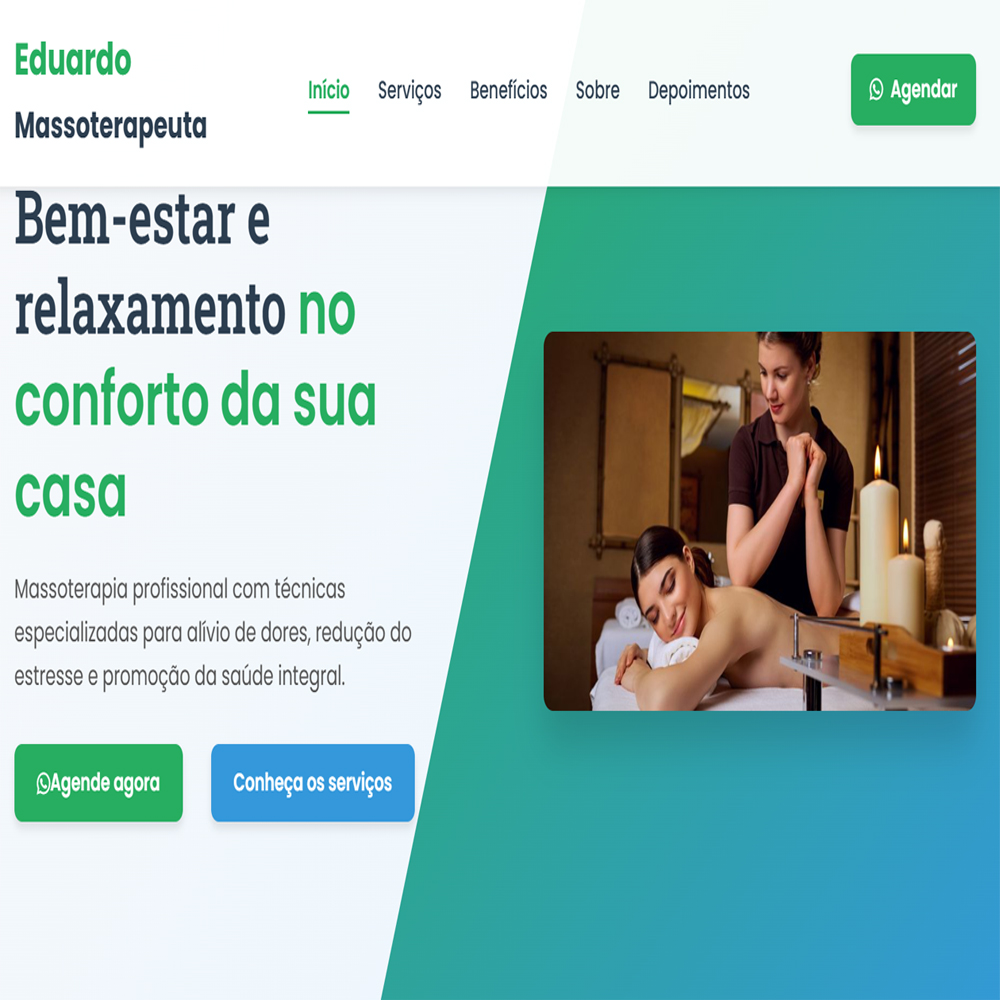 Eduardo
Massoterapeuta
Início
Serviços
Benefícios
Sobre
Depoimentos
Agendar
Bem-estar e
relaxamento no
conforto da sua
casa
Massoterapia profissional com técnicas
especializadas para alívio de dores, redução do
estresse e promoção da saúde integral.
Agende agora
Conheça os serviços